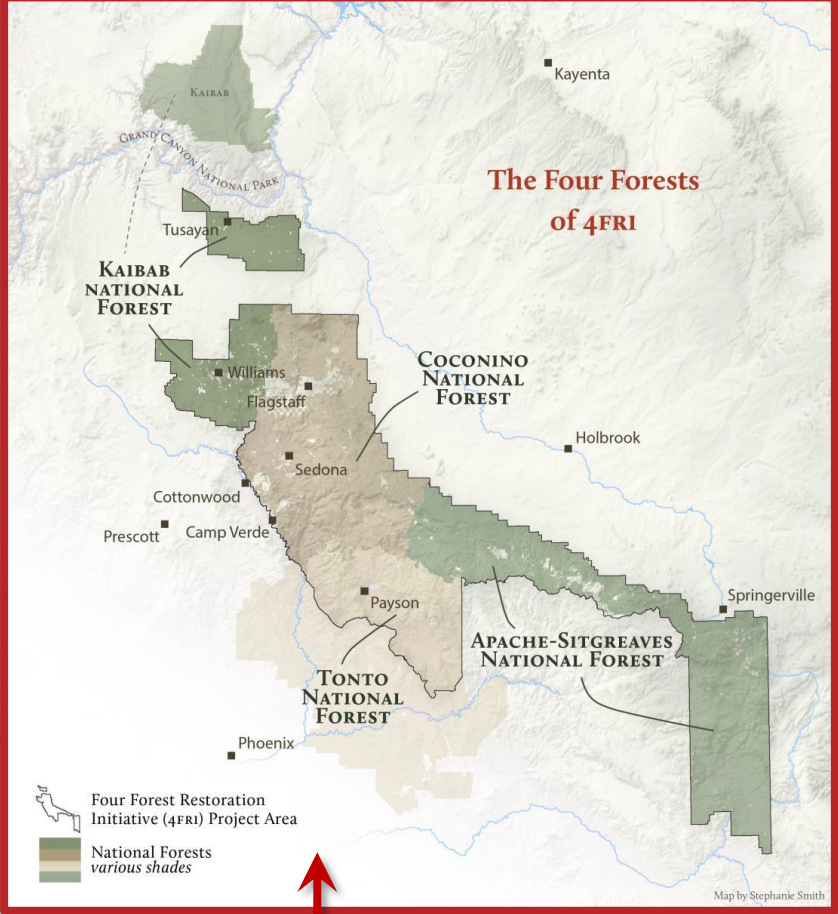 Kaibab
Kayenta
Grand Canyon National Park
The Four Forests
of 4FRI
Tusayan
Kaibab
National
Forest
Williams
Flagstaff
Coconino
National
Forest
Holbrook
Sedona
Cottonwood
Prescott
Camp Verde
Payson
Springerville
Apache-Sitgreaves
National Forest
Tonto
National
Forest
Phoenix
Four Forest Restoration
Initiative (4FRI) Project Area
National Forests
various shades
Map by Stephanie Smith